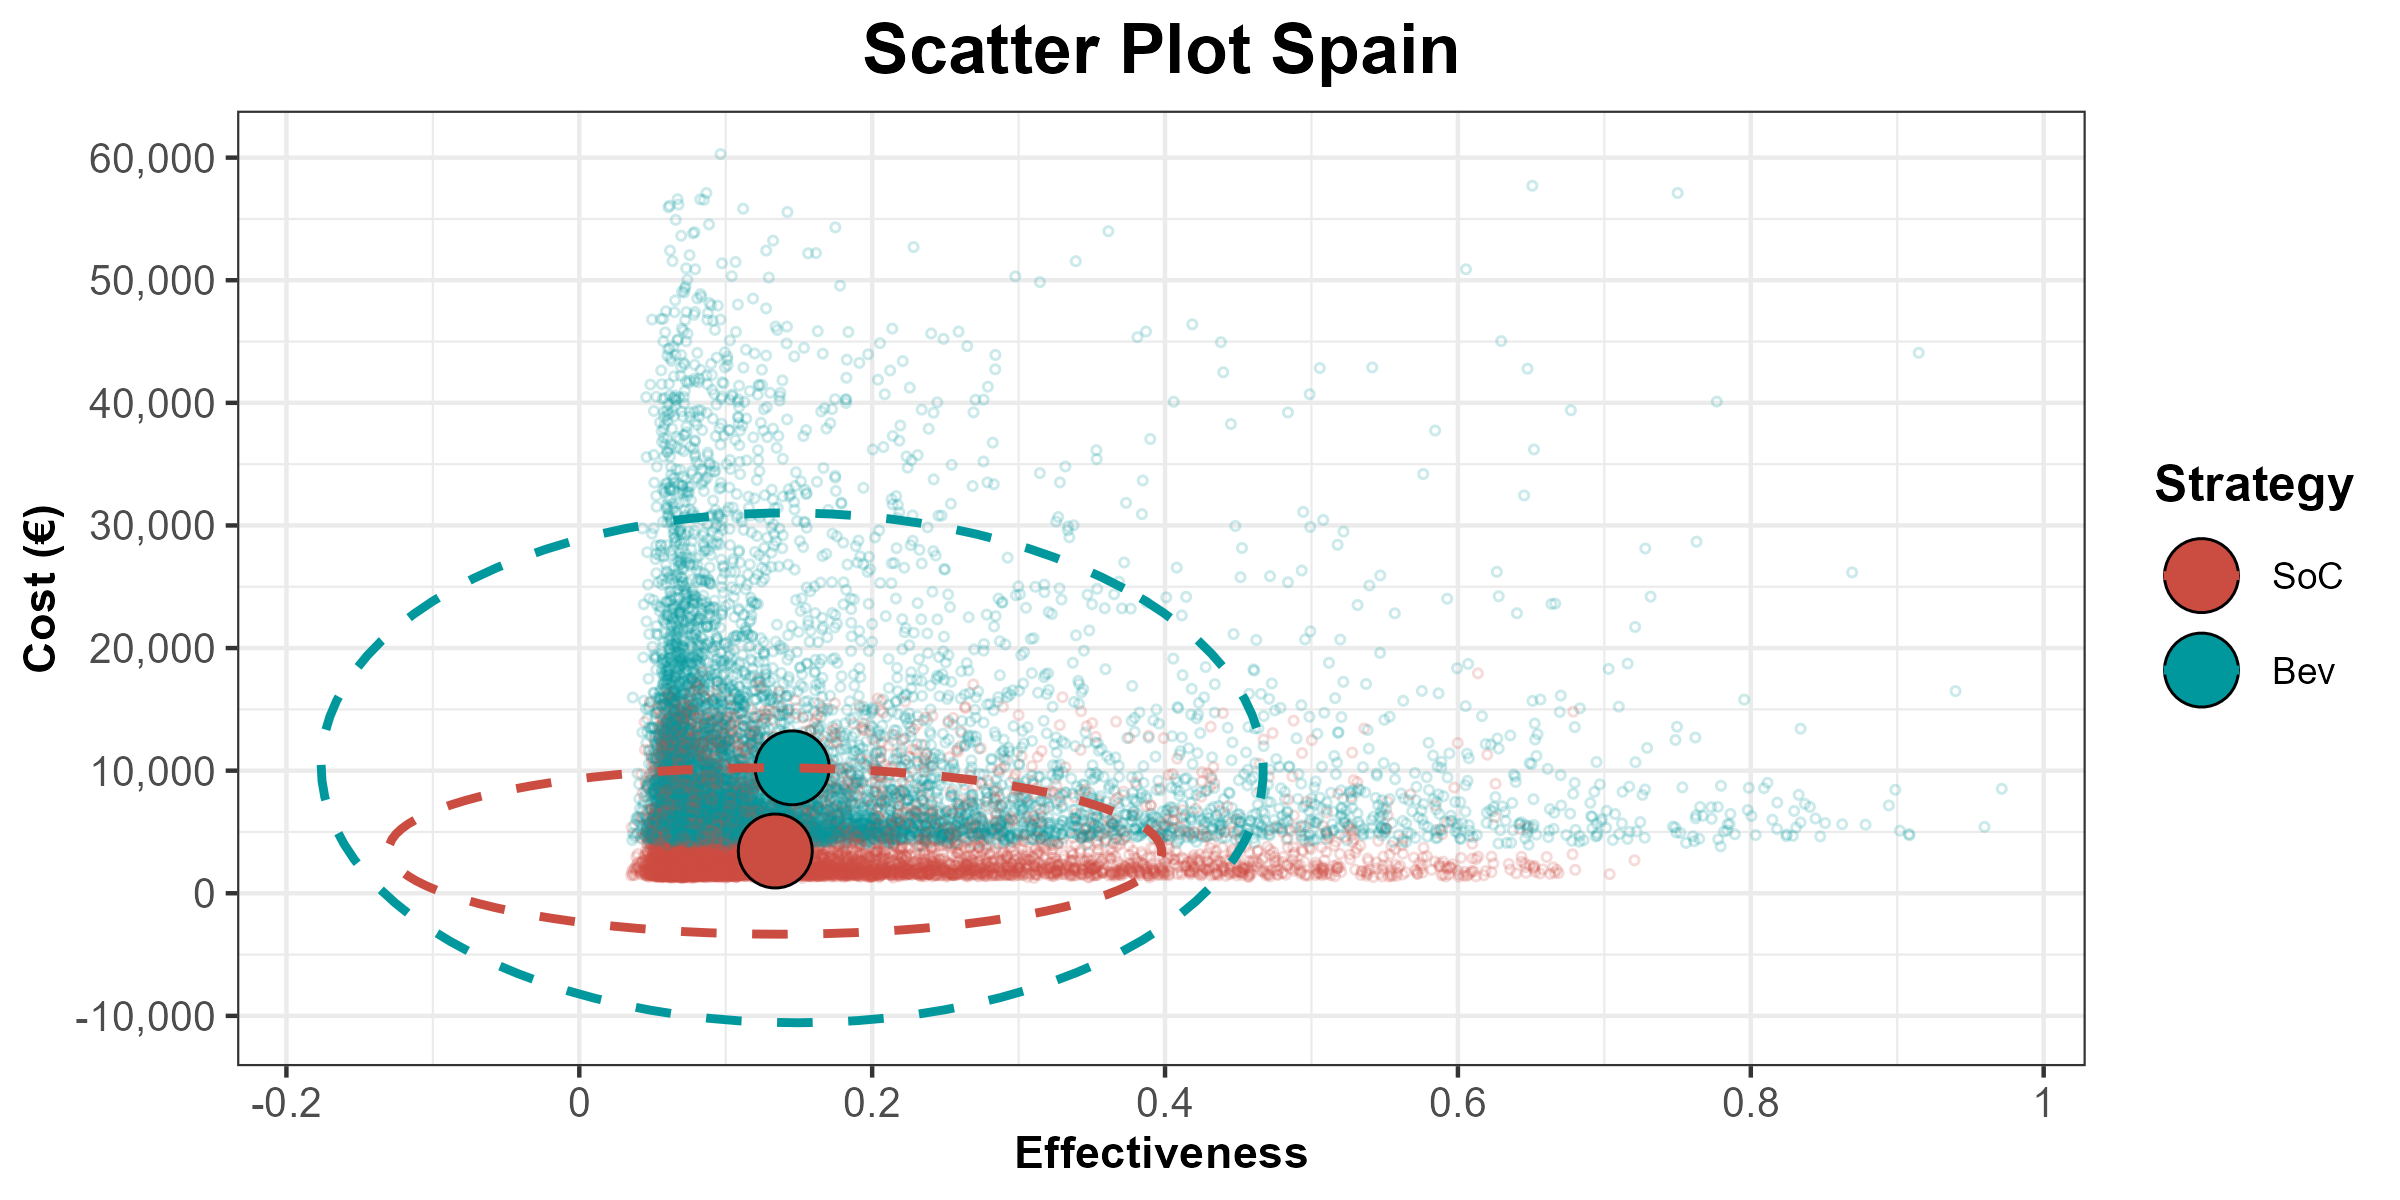 Scatter Plot Spain
60,000
50,000
40,000
30,000
20,000
10,000
0
-10,000
Cost (€)
-0.2
0
0.2
0.4
0.6
0.8
1
Effectiveness
Strategy
SoC
Bev